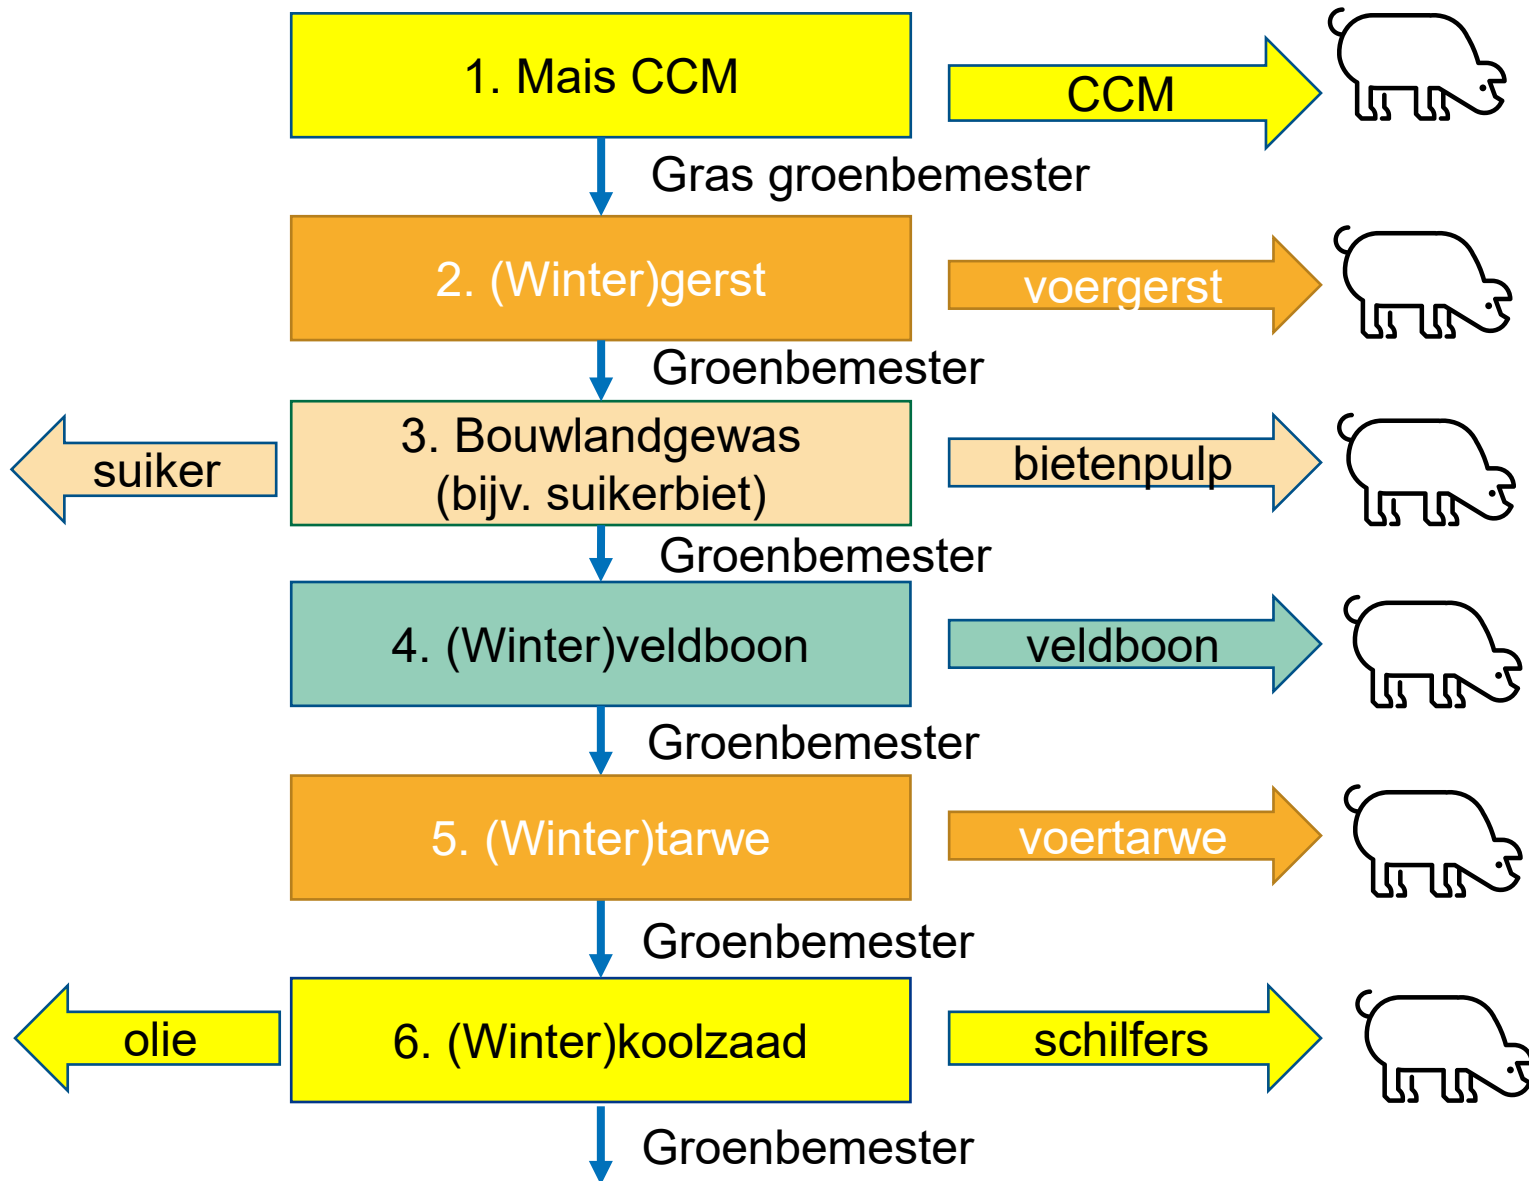 1. Mais CCM
CCM
Gras groenbemester
2. (Winter)gerst
voergerst
Groenbemester
suiker
3. Bouwlandgewas
(bijv. suikerbiet)
bietenpulp
Groenbemester
4. (Winter)veldboon
veldboon
Groenbemester
5. (Winter)tarwe
voertarwe
Groenbemester
olie
6. (Winter)koolzaad
schilfers
Groenbemester